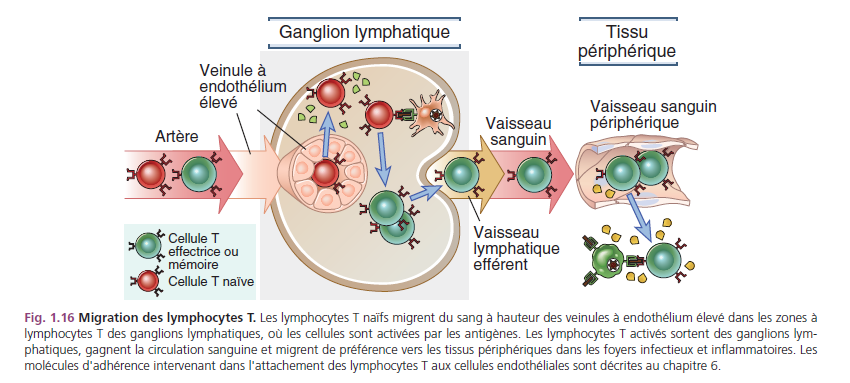 Ganglion lymphatique
Tissu
périphérique
Veinule à
endothélium
élevé
Artère
Vaisseau
sanguin
Vaisseau sanguin
périphérique
Vaisseau
lymphatique
efférent
Cellule T
effectrice ou
mémoire
Cellule T naïve
Fig. 1.16 Migration des lymphocytes T. Les lymphocytes T naïfs migrent du sang à hauteur des veinules à endothélium élevé dans les zones à
lymphocytes T des ganglions lymphatiques, où les cellules sont activées par les antigènes. Les lymphocytes T activés sortent des ganglions lym-
phatiques, gagnent la circulation sanguine et migrent de préférence vers les tissus périphériques dans les foyers infectieux et inflammatoires. Les
molécules d'adhérence intervenant dans l'attachement des lymphocytes T aux cellules endothéliales sont décrites au chapitre 6.